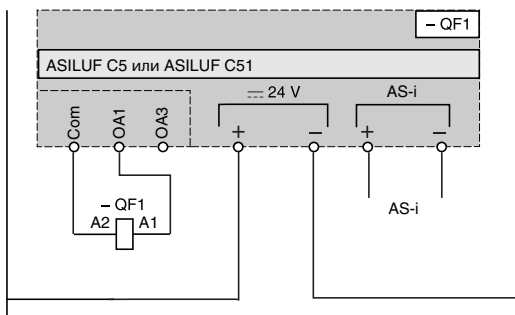 – QF1
ASILUF C5 или ASILUF C51
⎓ 24 V
AS-i
Com
OA1
OA3
+
–
+
–
– QF1
A2
A1
AS-i